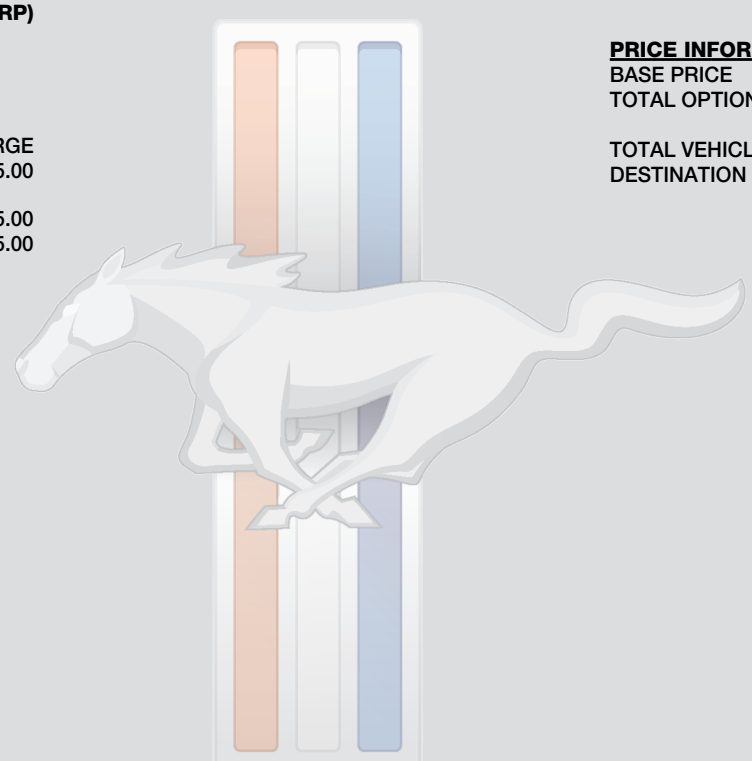 RP)
RGE
5.00
5.00
5.00
PRICE INFOR
BASE PRICE
TOTAL OPTION
TOTAL VEHICL
DESTINATION